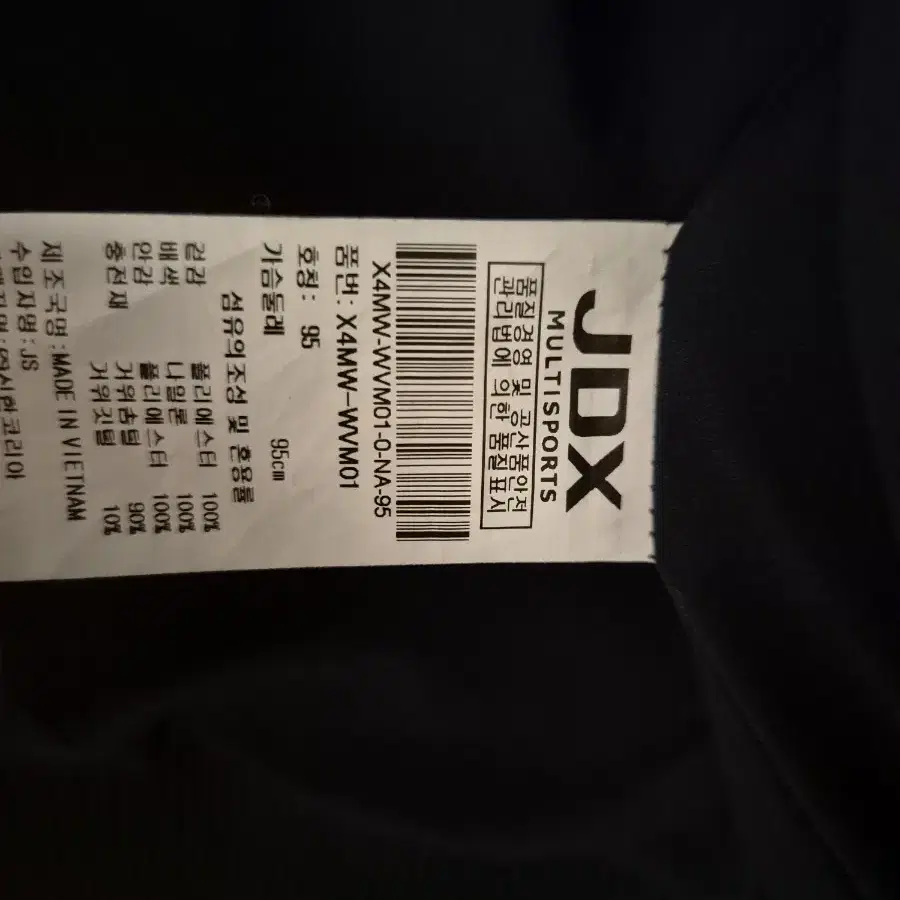 JDX
MULTISPORTS
품질경영 및 공산품안전
관리법에 의한 품질표시
X4MW-WVM01-0-NA-95
품번: X4MW-WVM01
호칭: 95
가슴둘레 95cm
섬유의 조성 및 혼용률
겉감 폴리에스터 100%
배색 나일론 100%
안감 폴리에스터 100%
충전재 거위솜털 90%
거위깃털 10%
제조국명: MADE IN VIETNAM
수입자명: JS
신한코리아